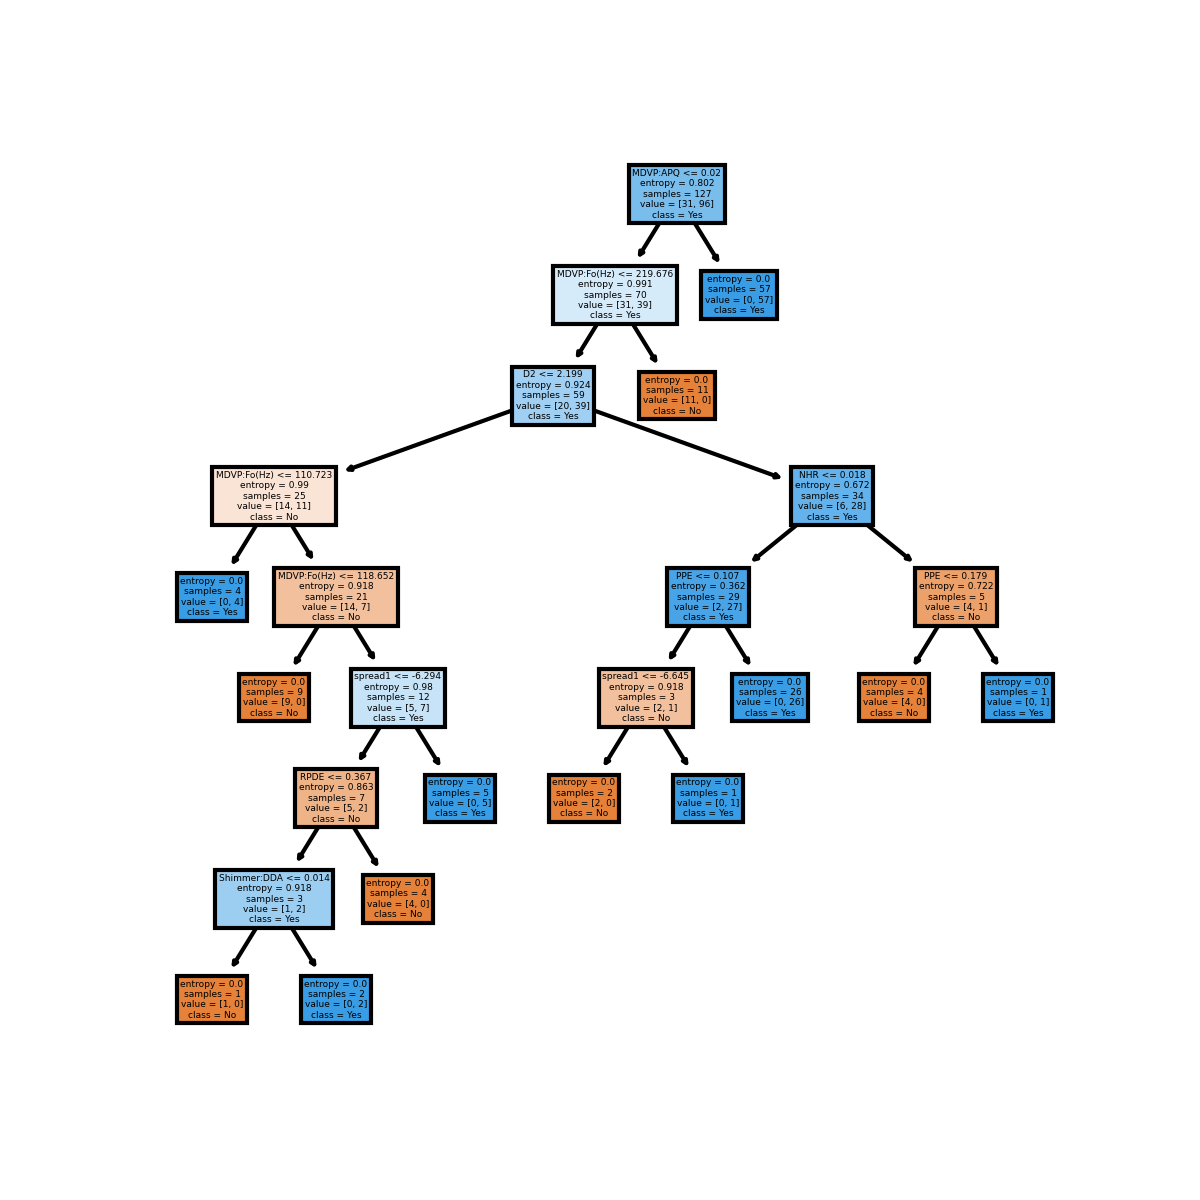 MDVP:APQ <= 0.02
entropy = 0.802
samples = 127
value = [31, 96]
class = Yes
MDVP:Fo(Hz) <= 219.676
entropy = 0.991
samples = 70
value = [31, 39]
class = Yes
entropy = 0.0
samples = 57
value = [0, 57]
class = Yes
D2 <= 2.199
entropy = 0.924
samples = 59
value = [20, 39]
class = Yes
entropy = 0.0
samples = 11
value = [11, 0]
class = No
MDVP:Fo(Hz) <= 110.723
entropy = 0.99
samples = 25
value = [14, 11]
class = No
NHR <= 0.018
entropy = 0.672
samples = 34
value = [6, 28]
class = Yes
entropy = 0.0
samples = 4
value = [0, 4]
class = Yes
MDVP:Fo(Hz) <= 118.652
entropy = 0.918
samples = 21
value = [14, 7]
class = No
PPE <= 0.107
entropy = 0.362
samples = 29
value = [2, 27]
class = Yes
PPE <= 0.179
entropy = 0.722
samples = 5
value = [4, 1]
class = No
entropy = 0.0
samples = 9
value = [9, 0]
class = No
spread1 <= -6.294
entropy = 0.98
samples = 12
value = [5, 7]
class = Yes
spread1 <= -6.645
entropy = 0.918
samples = 3
value = [2, 1]
class = No
entropy = 0.0
samples = 26
value = [0, 26]
class = Yes
entropy = 0.0
samples = 4
value = [4, 0]
class = No
entropy = 0.0
samples = 1
value = [0, 1]
class = Yes
RPDE <= 0.367
entropy = 0.863
samples = 7
value = [5, 2]
class = No
entropy = 0.0
samples = 5
value = [0, 5]
class = Yes
entropy = 0.0
samples = 2
value = [2, 0]
class = No
entropy = 0.0
samples = 1
value = [0, 1]
class = Yes
Shimmer:DDA <= 0.014
entropy = 0.918
samples = 3
value = [1, 2]
class = Yes
entropy = 0.0
samples = 4
value = [4, 0]
class = No
entropy = 0.0
samples = 1
value = [1, 0]
class = No
entropy = 0.0
samples = 2
value = [0, 2]
class = Yes